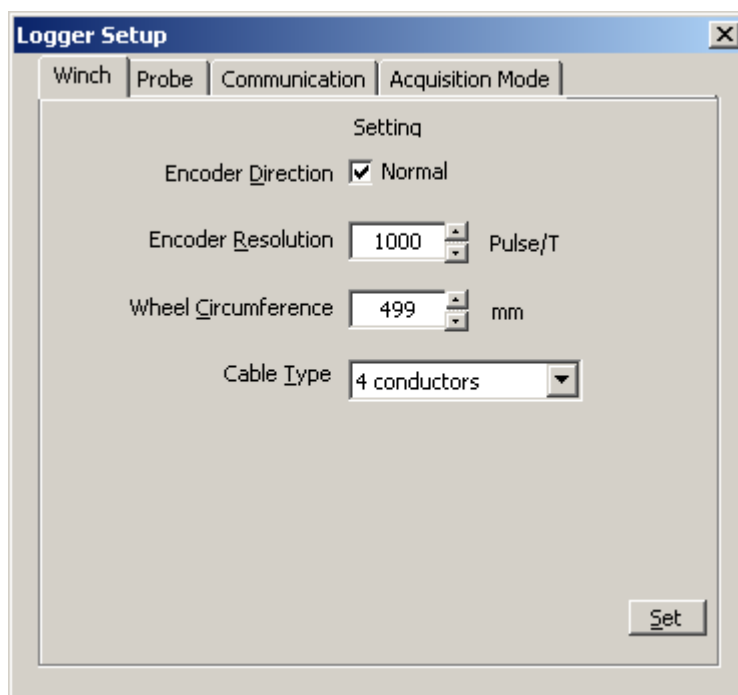 Logger Setup
Winch Probe Communication Acquisition Mode
Setting
Encoder Direction Normal
Encoder Resolution 1000 Pulse/T
Wheel Circumference 499 mm
Cable Type 4 conductors
Set